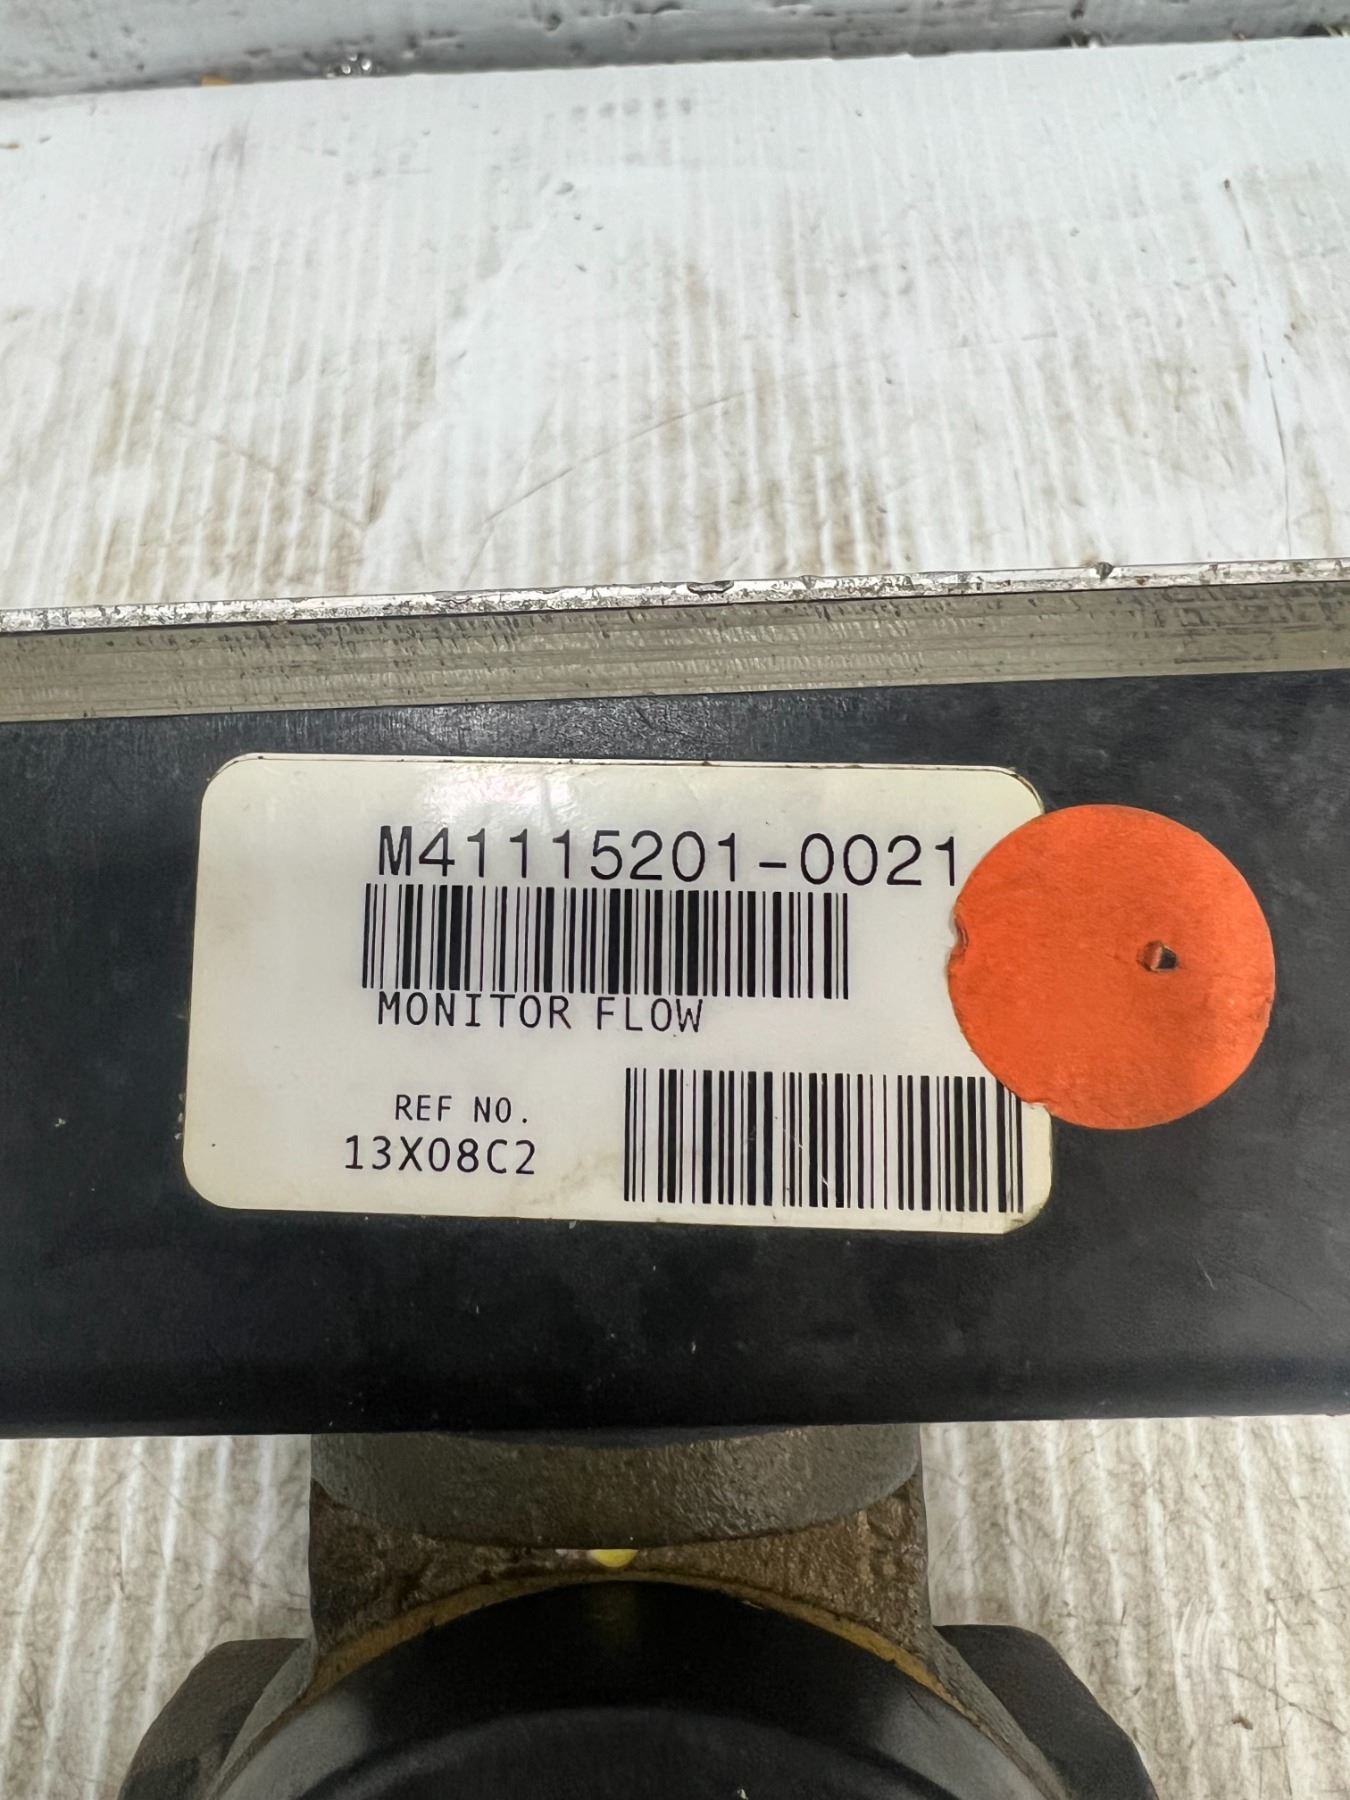 M41115201-0021
MONITOR FLOW
REF NO.
13X08C2